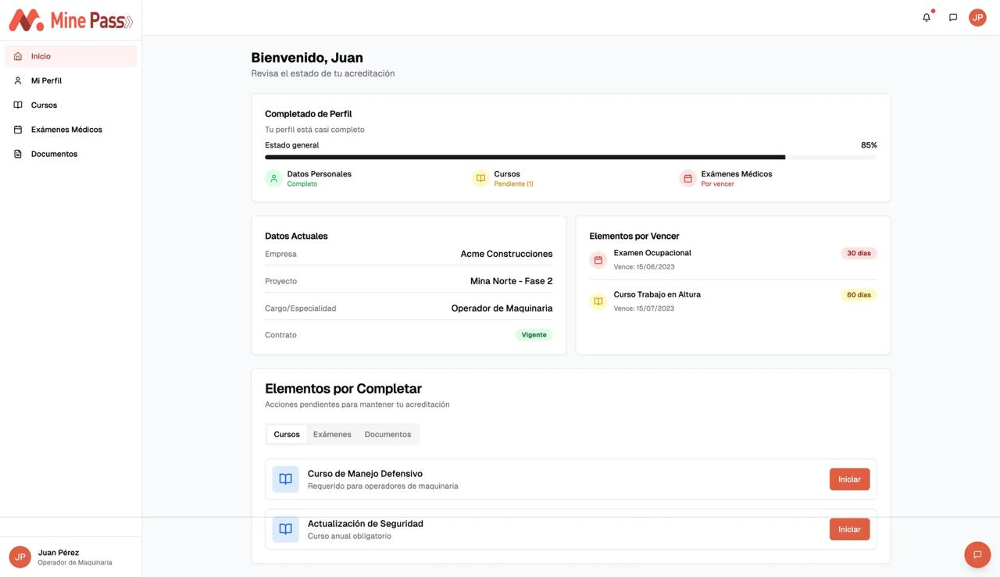 Mine Pass
JP
Inicio
Mi Perfil
Cursos
Exámenes Médicos
Documentos
Bienvenido, Juan
Revisa el estado de tu acreditación
Completado de Perfil
Tu perfil está casi completo
Estado general 85%
Datos Personales
Completo
Cursos
Pendiente (1)
Exámenes Médicos
Por vencer
Datos Actuales
Empresa Acme Construcciones
Proyecto Mina Norte - Fase 2
Cargo/Especialidad Operador de Maquinaria
Contrato Vigente
Elementos por Vencer
Examen Ocupacional 30 días
Vence: 15/06/2023
Curso Trabajo en Altura 60 días
Vence: 15/07/2023
Elementos por Completar
Acciones pendientes para mantener tu acreditación
Cursos Exámenes Documentos
Curso de Manejo Defensivo
Requerido para operadores de maquinaria
Iniciar
Actualización de Seguridad
Curso anual obligatorio
Iniciar
JP
Juan Pérez
Operador de Maquinaria